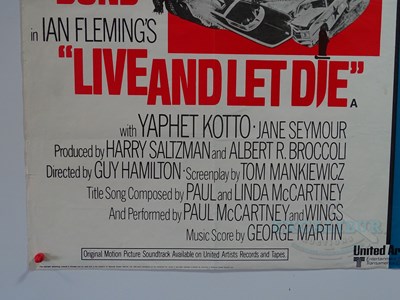 BOND
in IAN FLEMING'S
"LIVE AND LET DIE"
A
with YAPHET KOTTO · JANE SEYMOUR
Produced by HARRY SALTZMAN and ALBERT R. BROCCOLI
Directed by GUY HAMILTON · Screenplay by TOM MANKIEWICZ
Title Song Composed by PAUL and LINDA McCARTNEY
And Performed by PAUL McCARTNEY and WINGS
Music Score by GEORGE MARTIN
Original Motion Picture Soundtrack Available on United Artists Records and Tapes.
United Ar